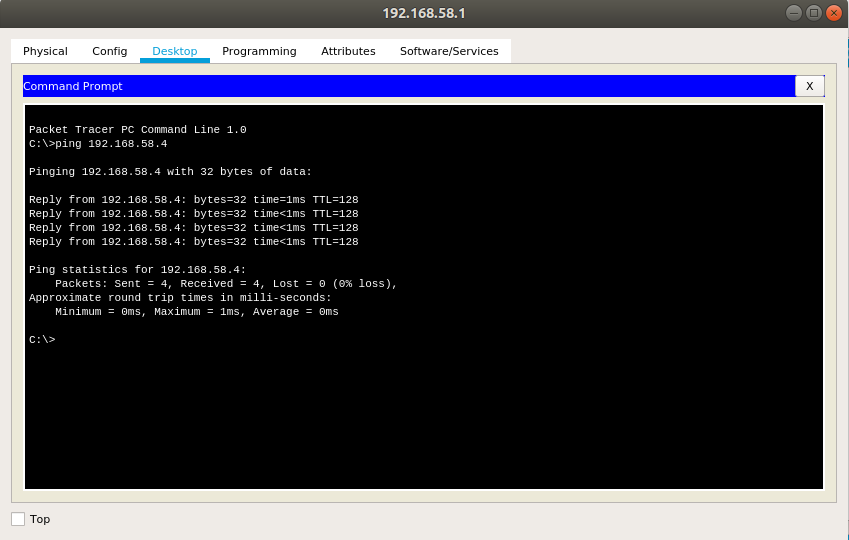 192.168.58.1
Physical Config Desktop Programming Attributes Software/Services
Command Prompt X
Packet Tracer PC Command Line 1.0
C:\>ping 192.168.58.4
Pinging 192.168.58.4 with 32 bytes of data:
Reply from 192.168.58.4: bytes=32 time=1ms TTL=128
Reply from 192.168.58.4: bytes=32 time<1ms TTL=128
Reply from 192.168.58.4: bytes=32 time<1ms TTL=128
Reply from 192.168.58.4: bytes=32 time<1ms TTL=128
Ping statistics for 192.168.58.4:
    Packets: Sent = 4, Received = 4, Lost = 0 (0% loss),
Approximate round trip times in milli-seconds:
    Minimum = 0ms, Maximum = 1ms, Average = 0ms
C:\>
Top